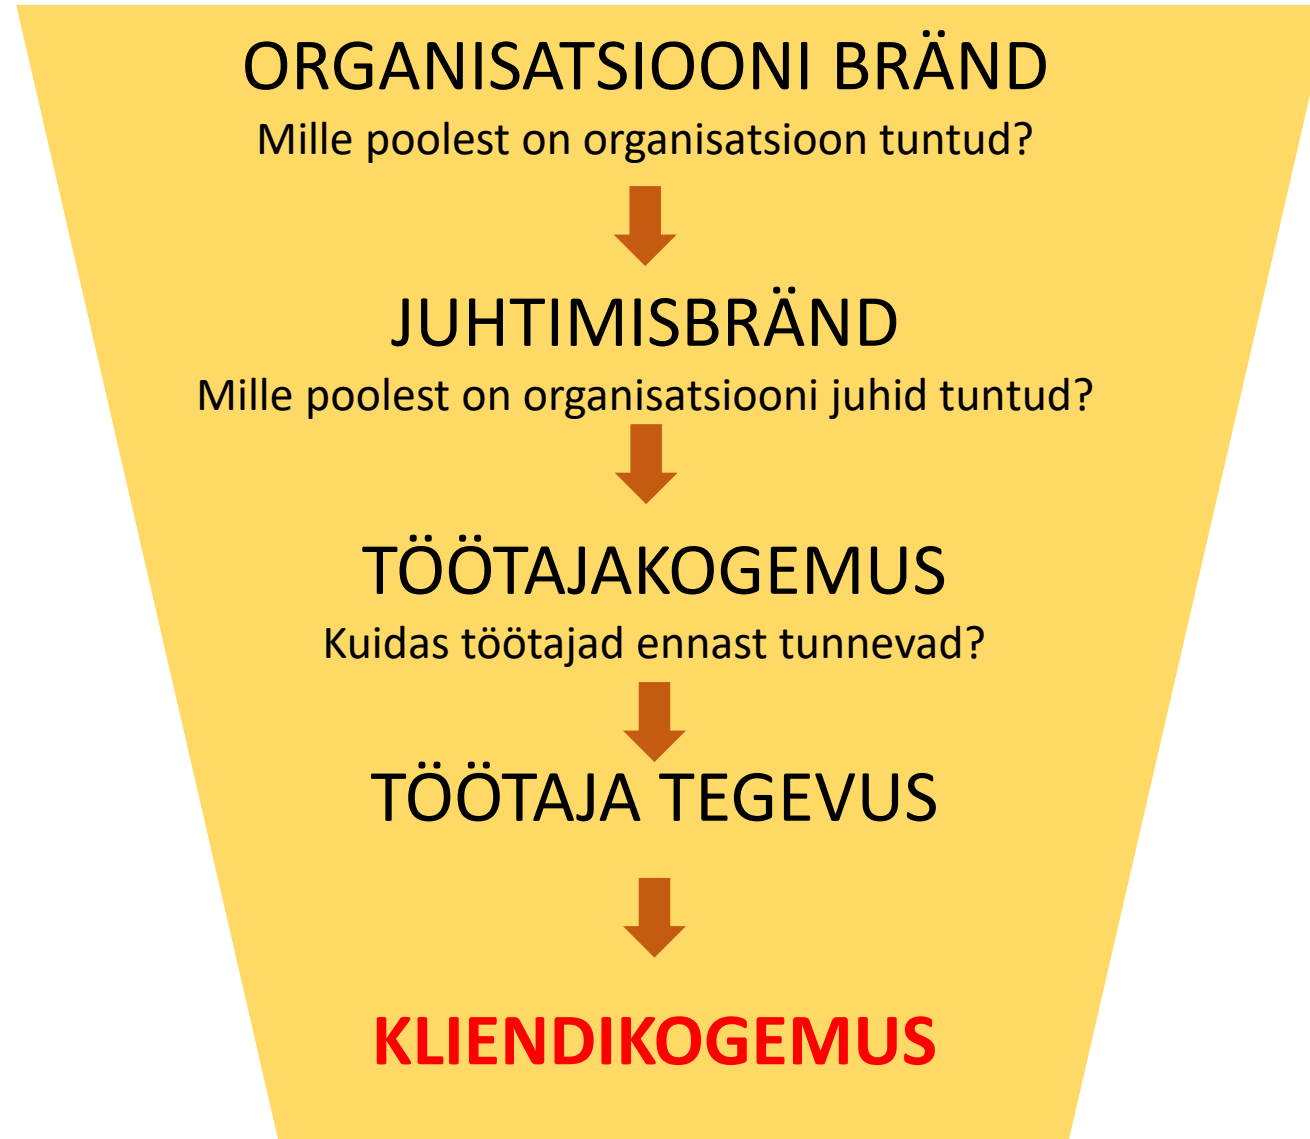 ORGANISATSIOONI BRÄND
Mille poolest on organisatsioon tuntud?
JUHTIMISBRÄND
Mille poolest on organisatsiooni juhid tuntud?
TÖÖTAJAKOGEMUS
Kuidas töötajad ennast tunnevad?
TÖÖTAJA TEGEVUS
KLIENDIKOGEMUS